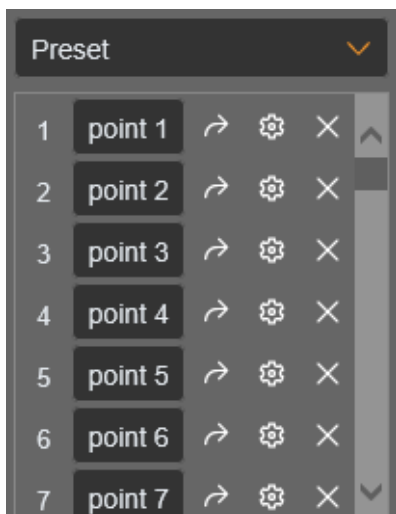 Preset
1 point 1
2 point 2
3 point 3
4 point 4
5 point 5
6 point 6
7 point 7